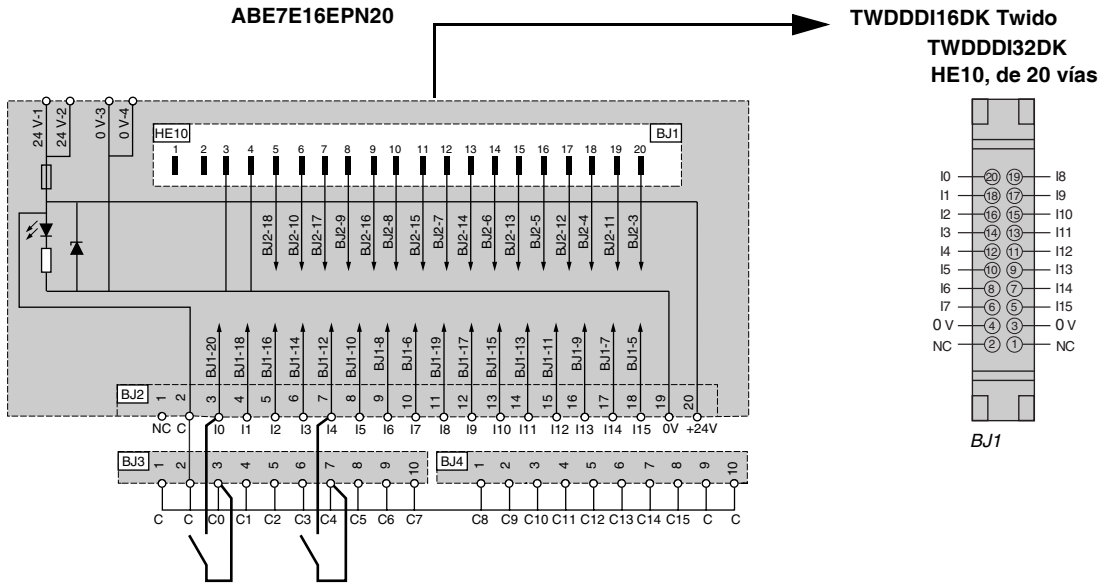 ABE7E16EPN20
TWDDDI16DK Twido
TWDDDI32DK
HE10, de 20 vías
24 V-1
24 V-2
0 V-3
0 V-4
HE10
BJ1
1 2 3 4 5 6 7 8 9 10 11 12 13 14 15 16 17 18 19 20
BJ2-18
BJ2-10
BJ2-17
BJ2-9
BJ2-16
BJ2-8
BJ2-15
BJ2-7
BJ2-14
BJ2-6
BJ2-13
BJ2-5
BJ2-12
BJ2-4
BJ2-11
BJ2-3
BJ1-20
BJ1-18
BJ1-16
BJ1-14
BJ1-12
BJ1-10
BJ1-8
BJ1-6
BJ1-19
BJ1-17
BJ1-15
BJ1-13
BJ1-11
BJ1-9
BJ1-7
BJ1-5
BJ2
1 2 3 4 5 6 7 8 9 10 11 12 13 14 15 16 17 18 19 20
NC C I0 I1 I2 I3 I4 I5 I6 I7 I8 I9 I10 I11 I12 I13 I14 I15 0V +24V
BJ3
1 2 3 4 5 6 7 8 9 10
BJ4
1 2 3 4 5 6 7 8 9 10
C C C0 C1 C2 C3 C4 C5 C6 C7
C8 C9 C10 C11 C12 C13 C14 C15 C C
I0 20 19 I8
I1 18 17 I9
I2 16 15 I10
I3 14 13 I11
I4 12 11 I12
I5 10 9 I13
I6 8 7 I14
I7 6 5 I15
0 V 4 3 0 V
NC 2 1 NC
BJ1